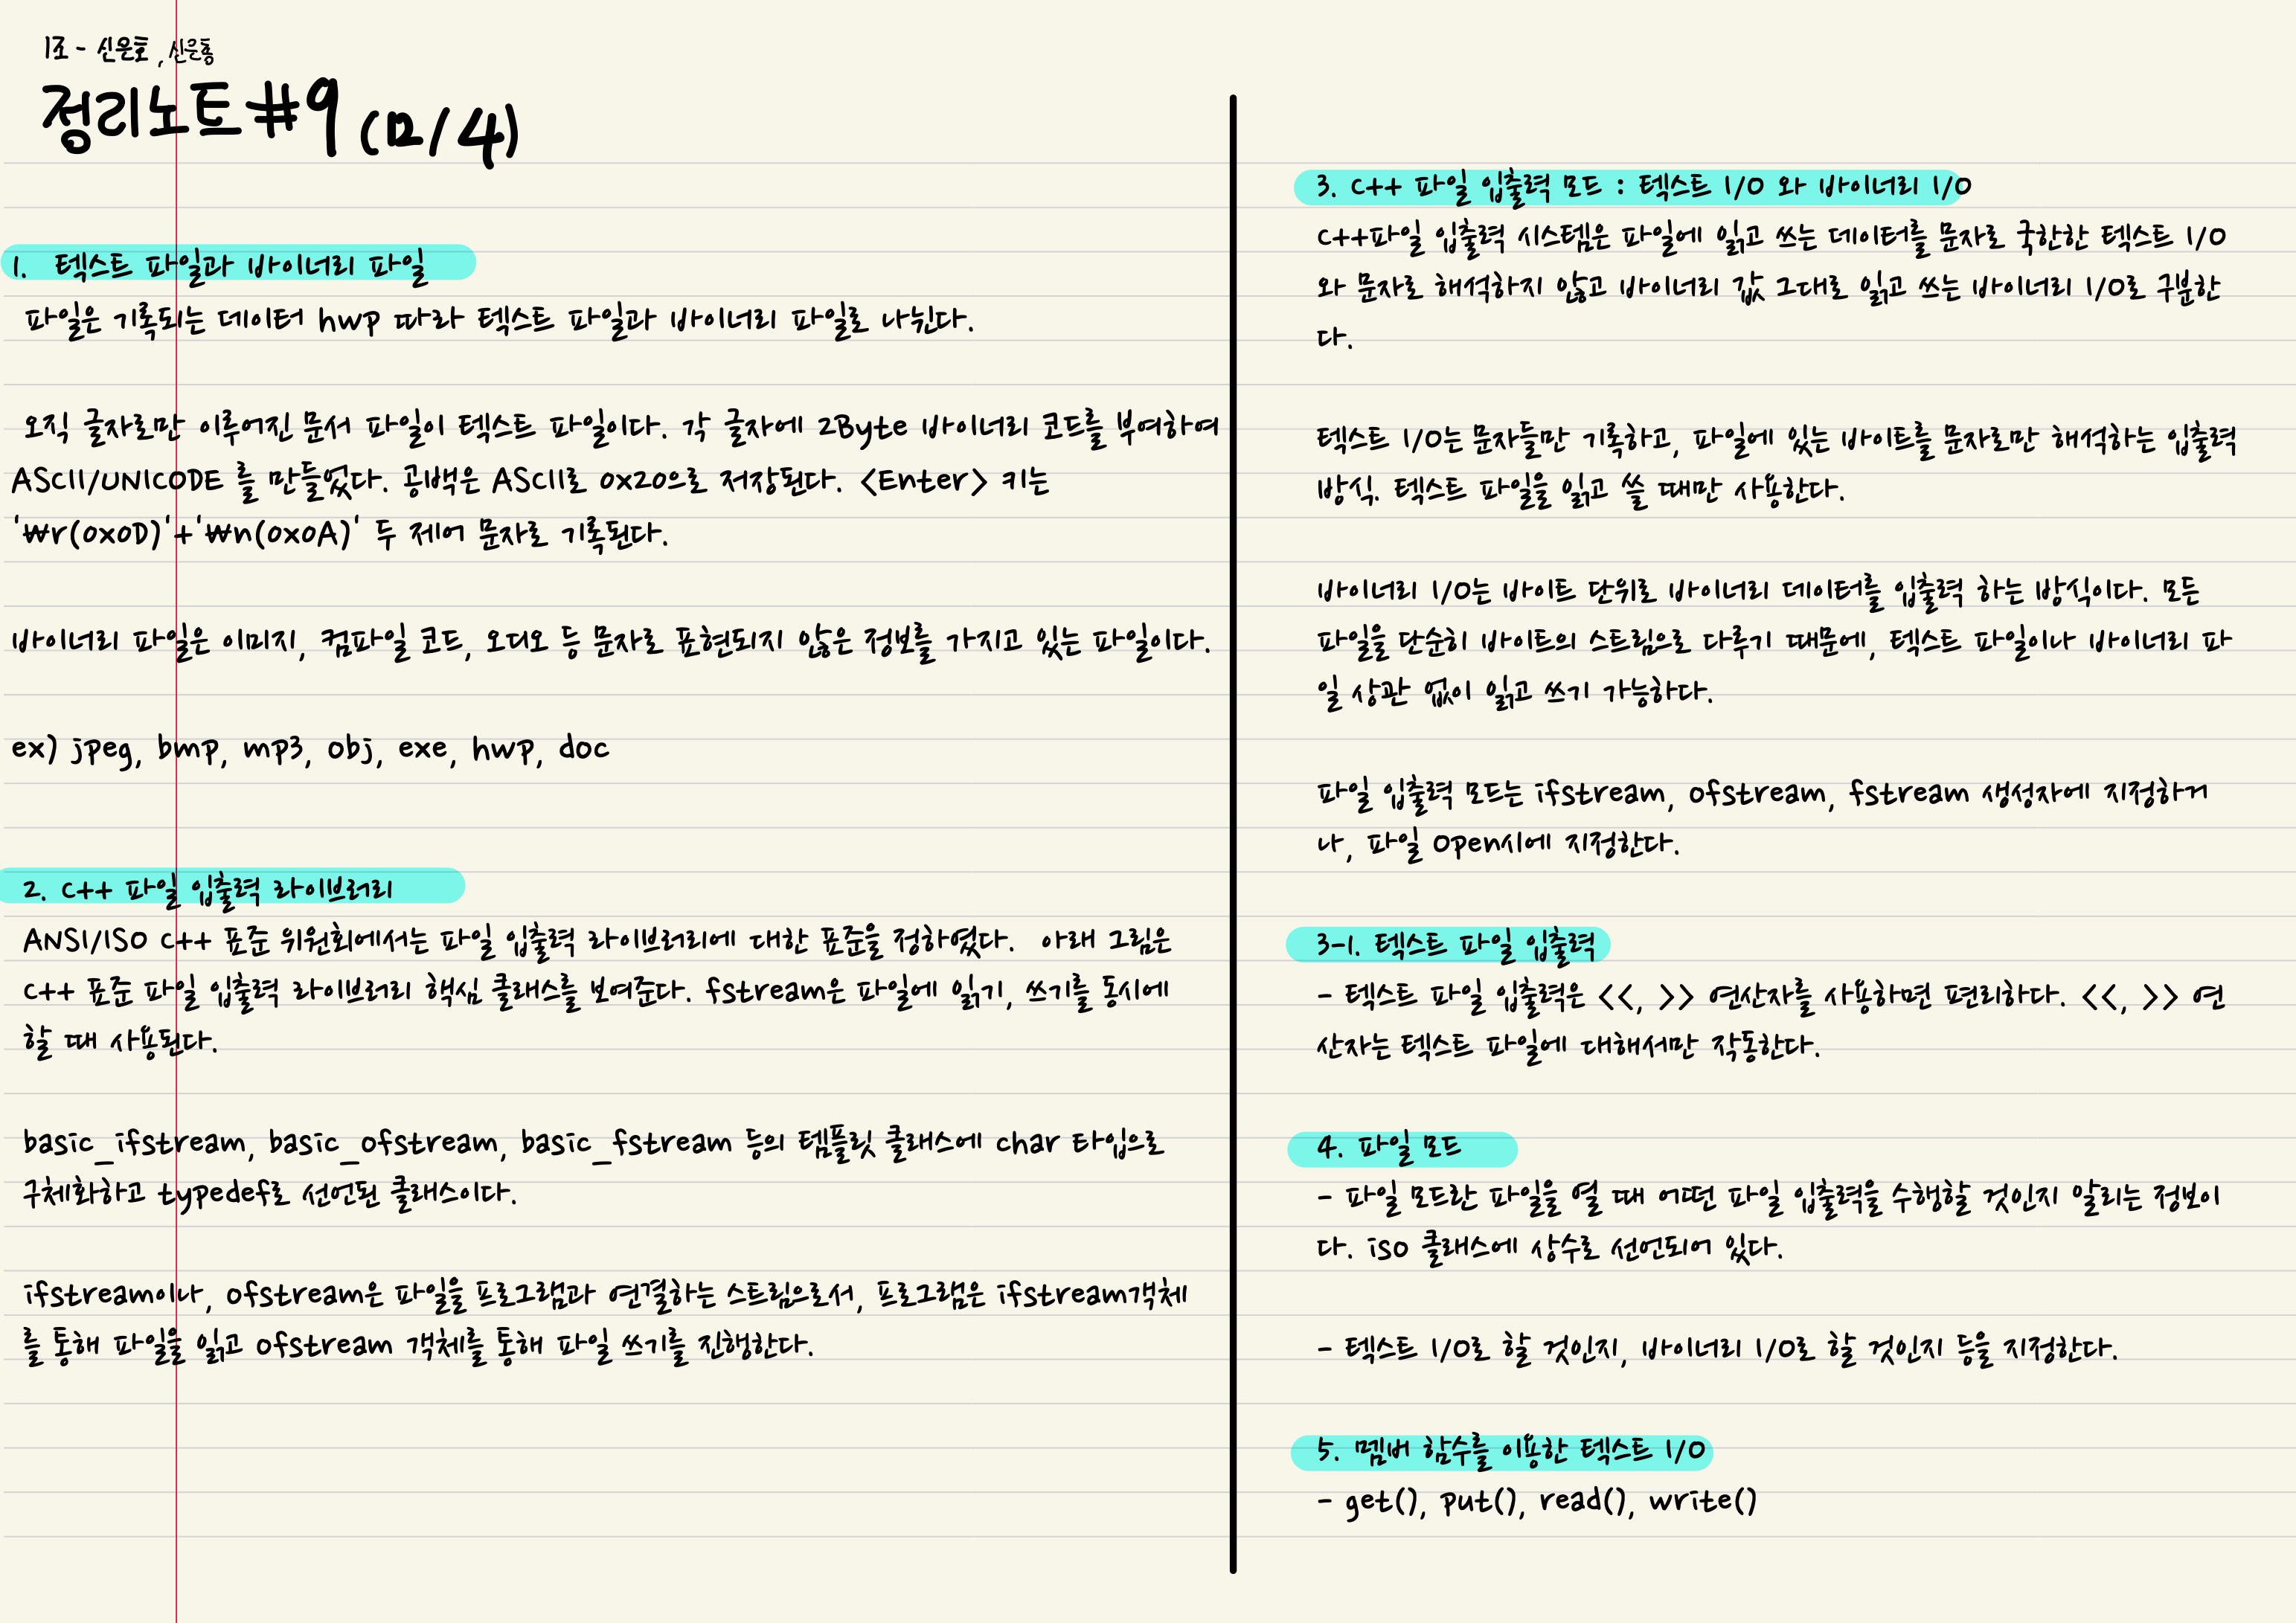 1조 - 신은호, 신은총
정리노트#9 (12/4)
1. 텍스트 파일과 바이너리 파일
파일은 기록되는 데이터 hwp 따라 텍스트 파일과 바이너리 파일로 나뉜다.
오직 글자로만 이루어진 문서 파일이 텍스트 파일이다. 각 글자에 2Byte 바이너리 코드를 부여하여
ASCII/UNICODE 를 만들었다. 공백은 ASCII로 0x20으로 저장된다. <Enter> 키는
'₩r(0x0D)'+'₩n(0x0A)' 두 제어 문자로 기록된다.
바이너리 파일은 이미지, 컴파일 코드, 오디오 등 문자로 표현되지 않은 정보를 가지고 있는 파일이다.
ex) jpeg, bmp, mp3, obj, exe, hwp, doc
2. C++ 파일 입출력 라이브러리
ANSI/ISO C++ 표준 위원회에서는 파일 입출력 라이브러리에 대한 표준을 정하였다. 아래 그림은
C++ 표준 파일 입출력 라이브러리 핵심 클래스를 보여준다. fstream은 파일에 읽기, 쓰기를 동시에
할 때 사용된다.
basic_ifstream, basic_ofstream, basic_fstream 등의 템플릿 클래스에 char 타입으로
구체화하고 typedef로 선언된 클래스이다.
ifstream이나, ofstream은 파일을 프로그램과 연결하는 스트림으로서, 프로그램은 ifstream객체
를 통해 파일을 읽고 ofstream 객체를 통해 파일 쓰기를 진행한다.
3. C++ 파일 입출력 모드 : 텍스트 I/O 와 바이너리 I/O
C++파일 입출력 시스템은 파일에 읽고 쓰는 데이터를 문자로 국한한 텍스트 I/O
와 문자로 해석하지 않고 바이너리 값 그대로 읽고 쓰는 바이너리 I/O로 구분한
다.
텍스트 I/O는 문자들만 기록하고, 파일에 있는 바이트를 문자로만 해석하는 입출력
방식. 텍스트 파일을 읽고 쓸 때만 사용한다.
바이너리 I/O는 바이트 단위로 바이너리 데이터를 입출력 하는 방식이다. 모든
파일을 단순히 바이트의 스트림으로 다루기 때문에, 텍스트 파일이나 바이너리 파
일 상관 없이 읽고 쓰기 가능하다.
파일 입출력 모드는 ifstream, ofstream, fstream 생성자에 지정하거
나, 파일 open시에 지정한다.
3-1. 텍스트 파일 입출력
- 텍스트 파일 입출력은 <<, >> 연산자를 사용하면 편리하다. <<, >> 연
산자는 텍스트 파일에 대해서만 작동한다.
4. 파일 모드
- 파일 모드란 파일을 열 때 어떤 파일 입출력을 수행할 것인지 알리는 정보이
다. iso 클래스에 상수로 선언되어 있다.
- 텍스트 I/O로 할 것인지, 바이너리 I/O로 할 것인지 등을 지정한다.
5. 멤버 함수를 이용한 텍스트 I/O
- get(), put(), read(), write()